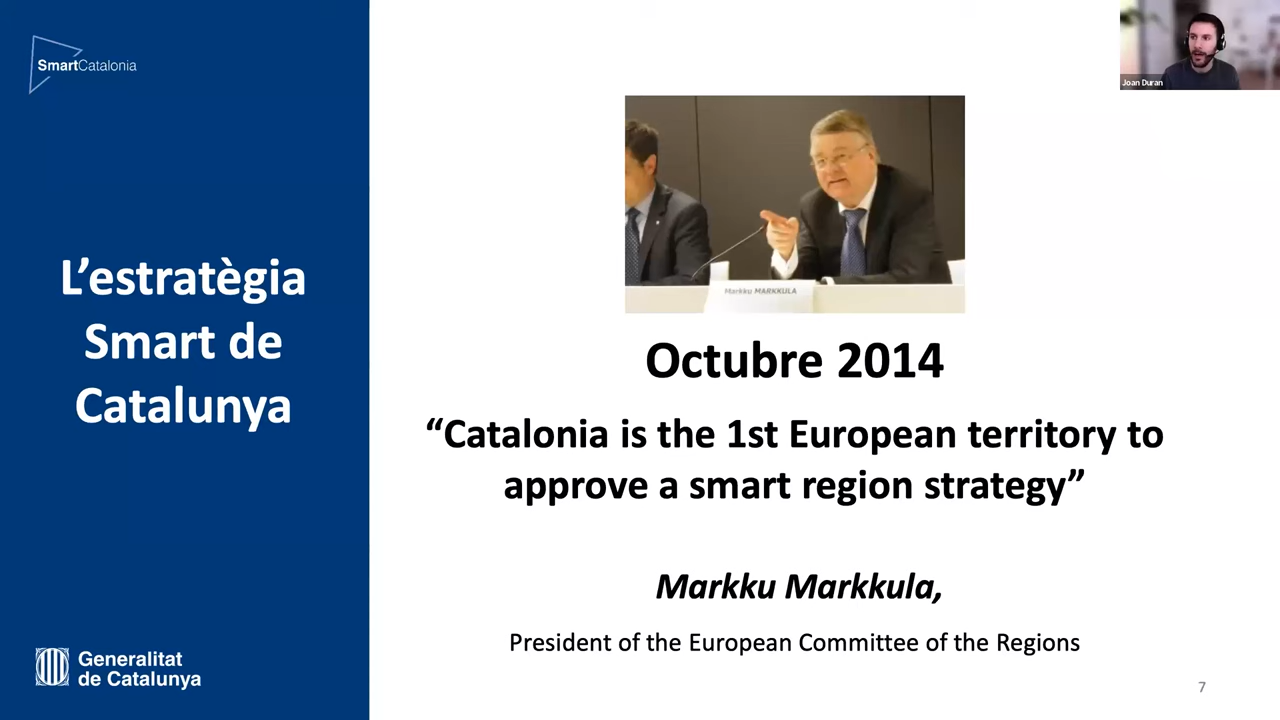 SmartCatalonia
L’estratègia
Smart de
Catalunya
Generalitat
de Catalunya
Joan Duran
Markku MARKKULA
Octubre 2014
“Catalonia is the 1st European territory to
approve a smart region strategy”
Markku Markkula,
President of the European Committee of the Regions
7